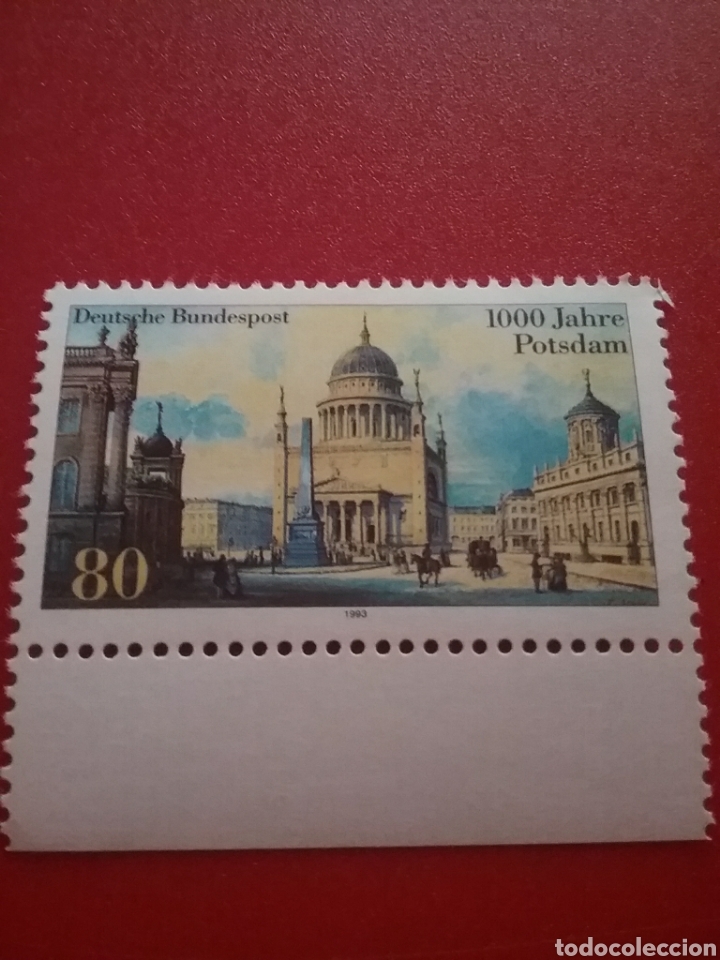 Deutsche Bundespost
1000 Jahre
Potsdam
80
1993
todocoleccion